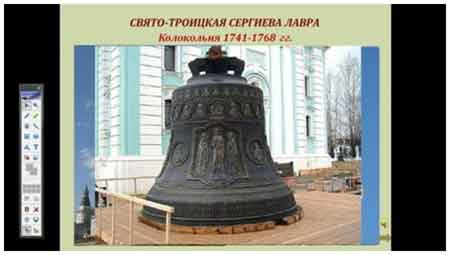 СВЯТО-ТРОИЦКАЯ СЕРГИЕВА ЛАВРА
Колокольня 1741-1768 гг.